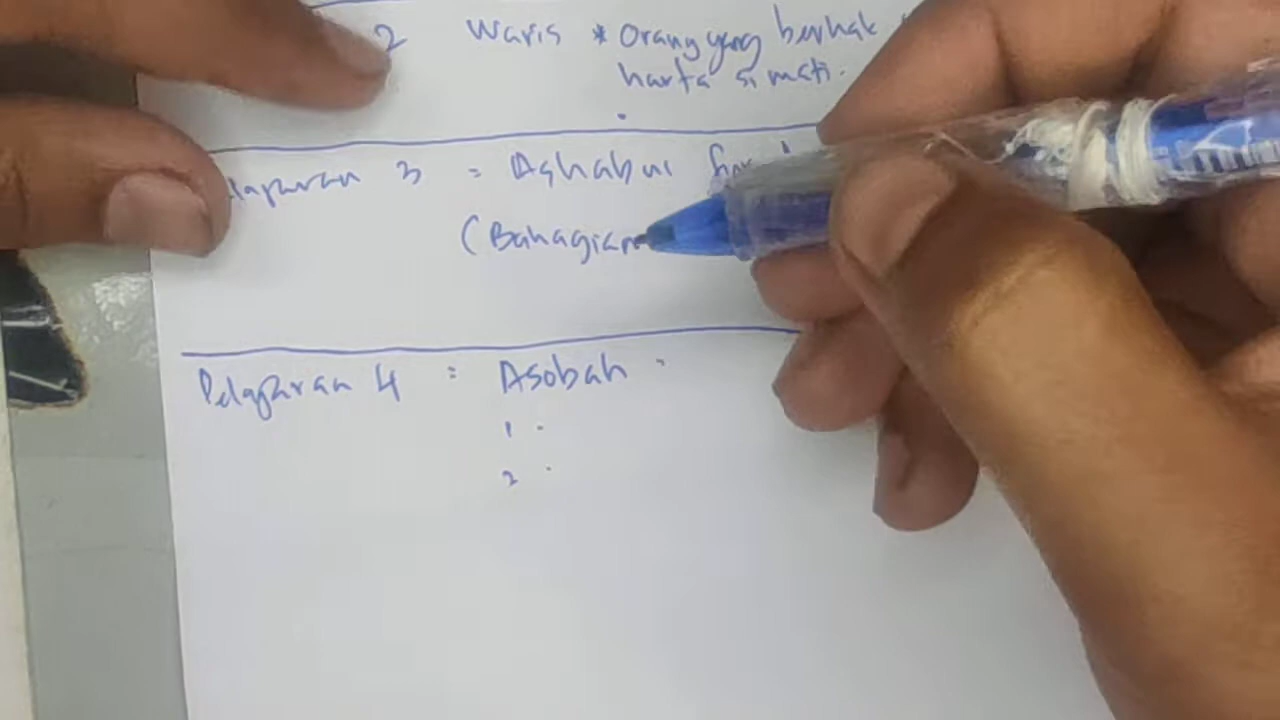 2 Waris * Orang yang berhak
harta si mati.
3 = Ashabul
(Bahagian
Pelajaran 4 : Asobah :
1.
2.